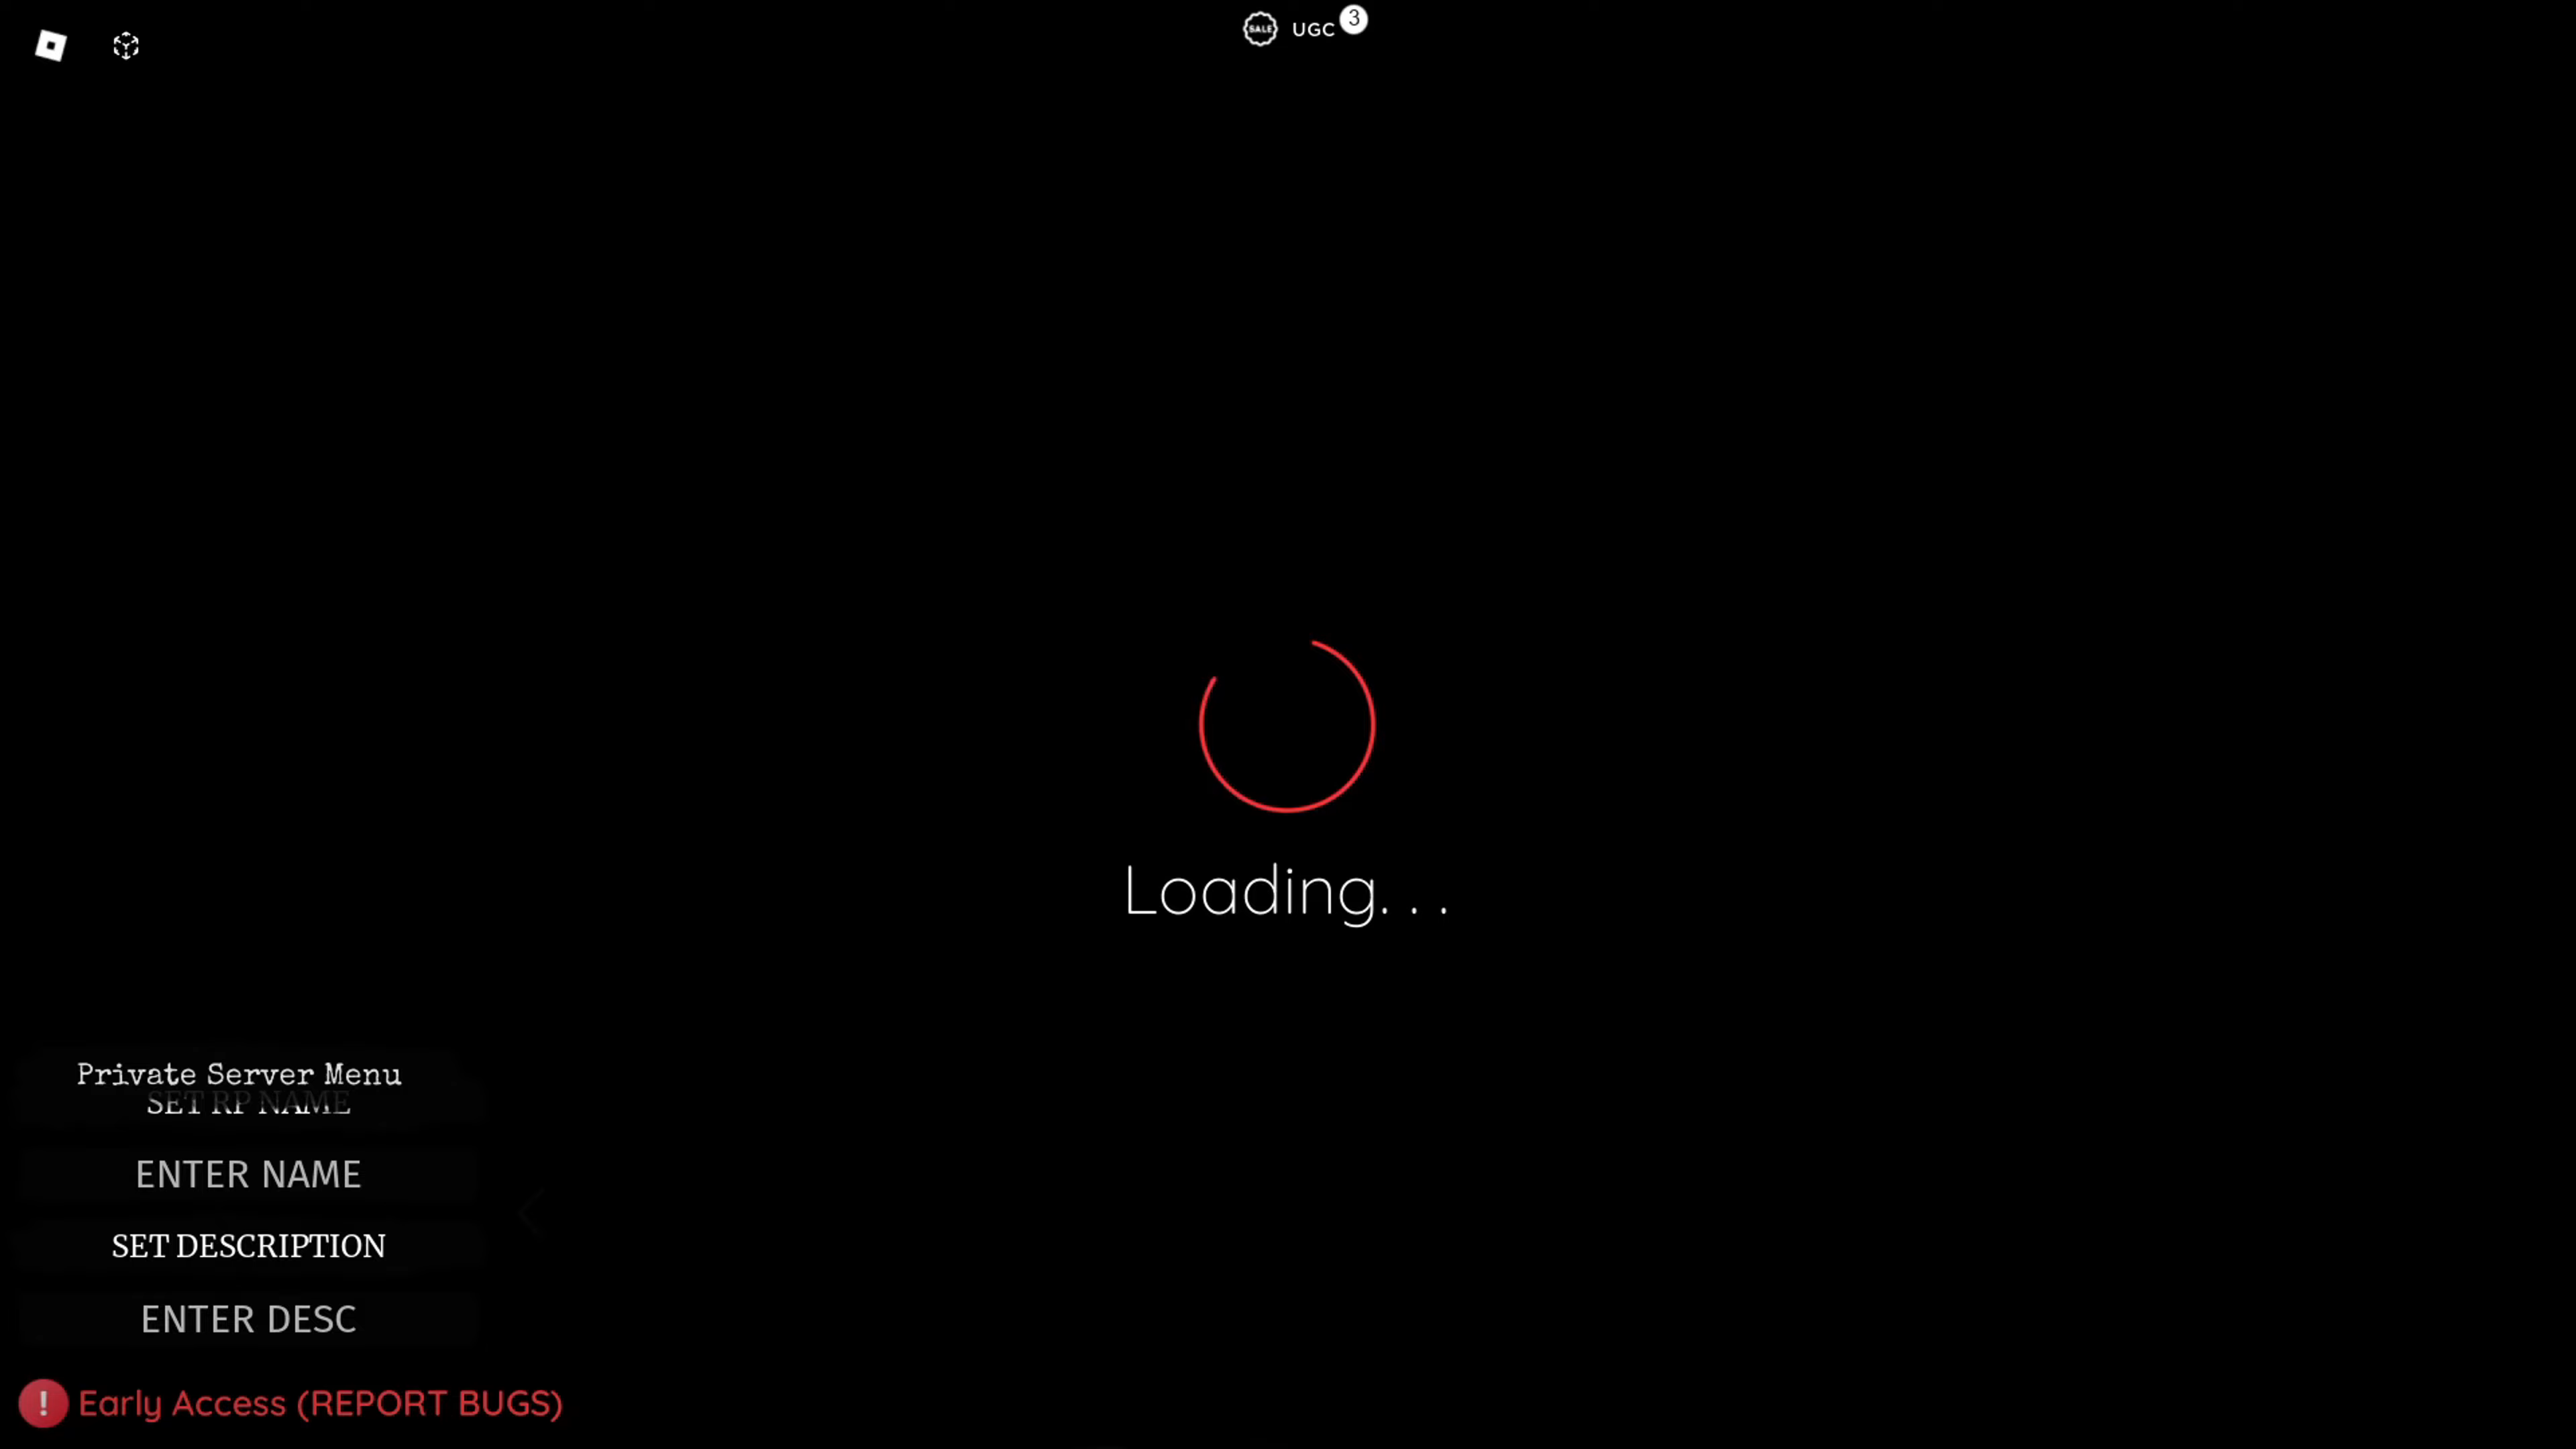 SALE UGC 3
Loading. . .
Private Server Menu
SET RP NAME
ENTER NAME
SET DESCRIPTION
ENTER DESC
! Early Access (REPORT BUGS)